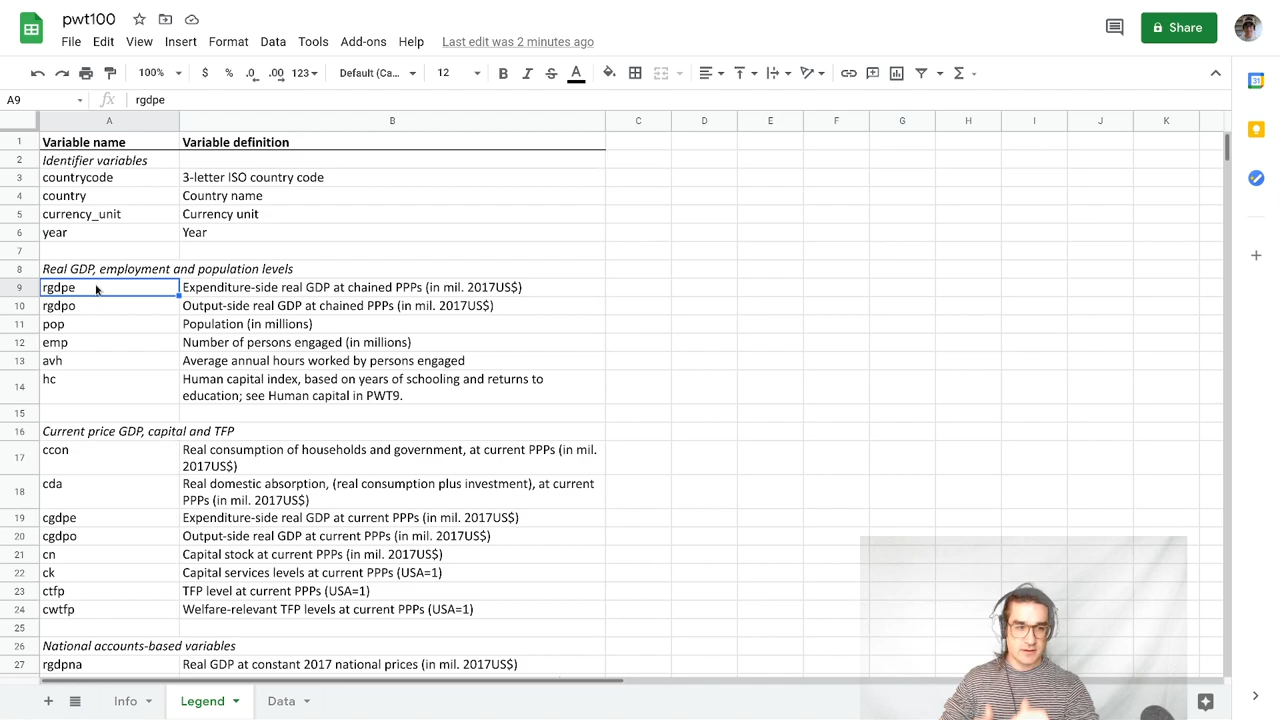 pwt100
File Edit View Insert Format Data Tools Add-ons Help Last edit was 2 minutes ago
Share
100% $ % .0 .00 123 Default (Ca... 12 B I S A
A9 fx rgdpe
A B C D E F G H I J K
1 Variable name Variable definition
2 Identifier variables
3 countrycode 3-letter ISO country code
4 country Country name
5 currency_unit Currency unit
6 year Year
7
8 Real GDP, employment and population levels
9 rgdpe Expenditure-side real GDP at chained PPPs (in mil. 2017US$)
10 rgdpo Output-side real GDP at chained PPPs (in mil. 2017US$)
11 pop Population (in millions)
12 emp Number of persons engaged (in millions)
13 avh Average annual hours worked by persons engaged
14 hc Human capital index, based on years of schooling and returns to
education; see Human capital in PWT9.
15
16 Current price GDP, capital and TFP
17 ccon Real consumption of households and government, at current PPPs (in mil.
2017US$)
18 cda Real domestic absorption, (real consumption plus investment), at current
PPPs (in mil. 2017US$)
19 cgdpe Expenditure-side real GDP at current PPPs (in mil. 2017US$)
20 cgdpo Output-side real GDP at current PPPs (in mil. 2017US$)
21 cn Capital stock at current PPPs (in mil. 2017US$)
22 ck Capital services levels at current PPPs (USA=1)
23 ctfp TFP level at current PPPs (USA=1)
24 cwtfp Welfare-relevant TFP levels at current PPPs (USA=1)
25
26 National accounts-based variables
27 rgdpna Real GDP at constant 2017 national prices (in mil. 2017US$)
Info Legend Data
31